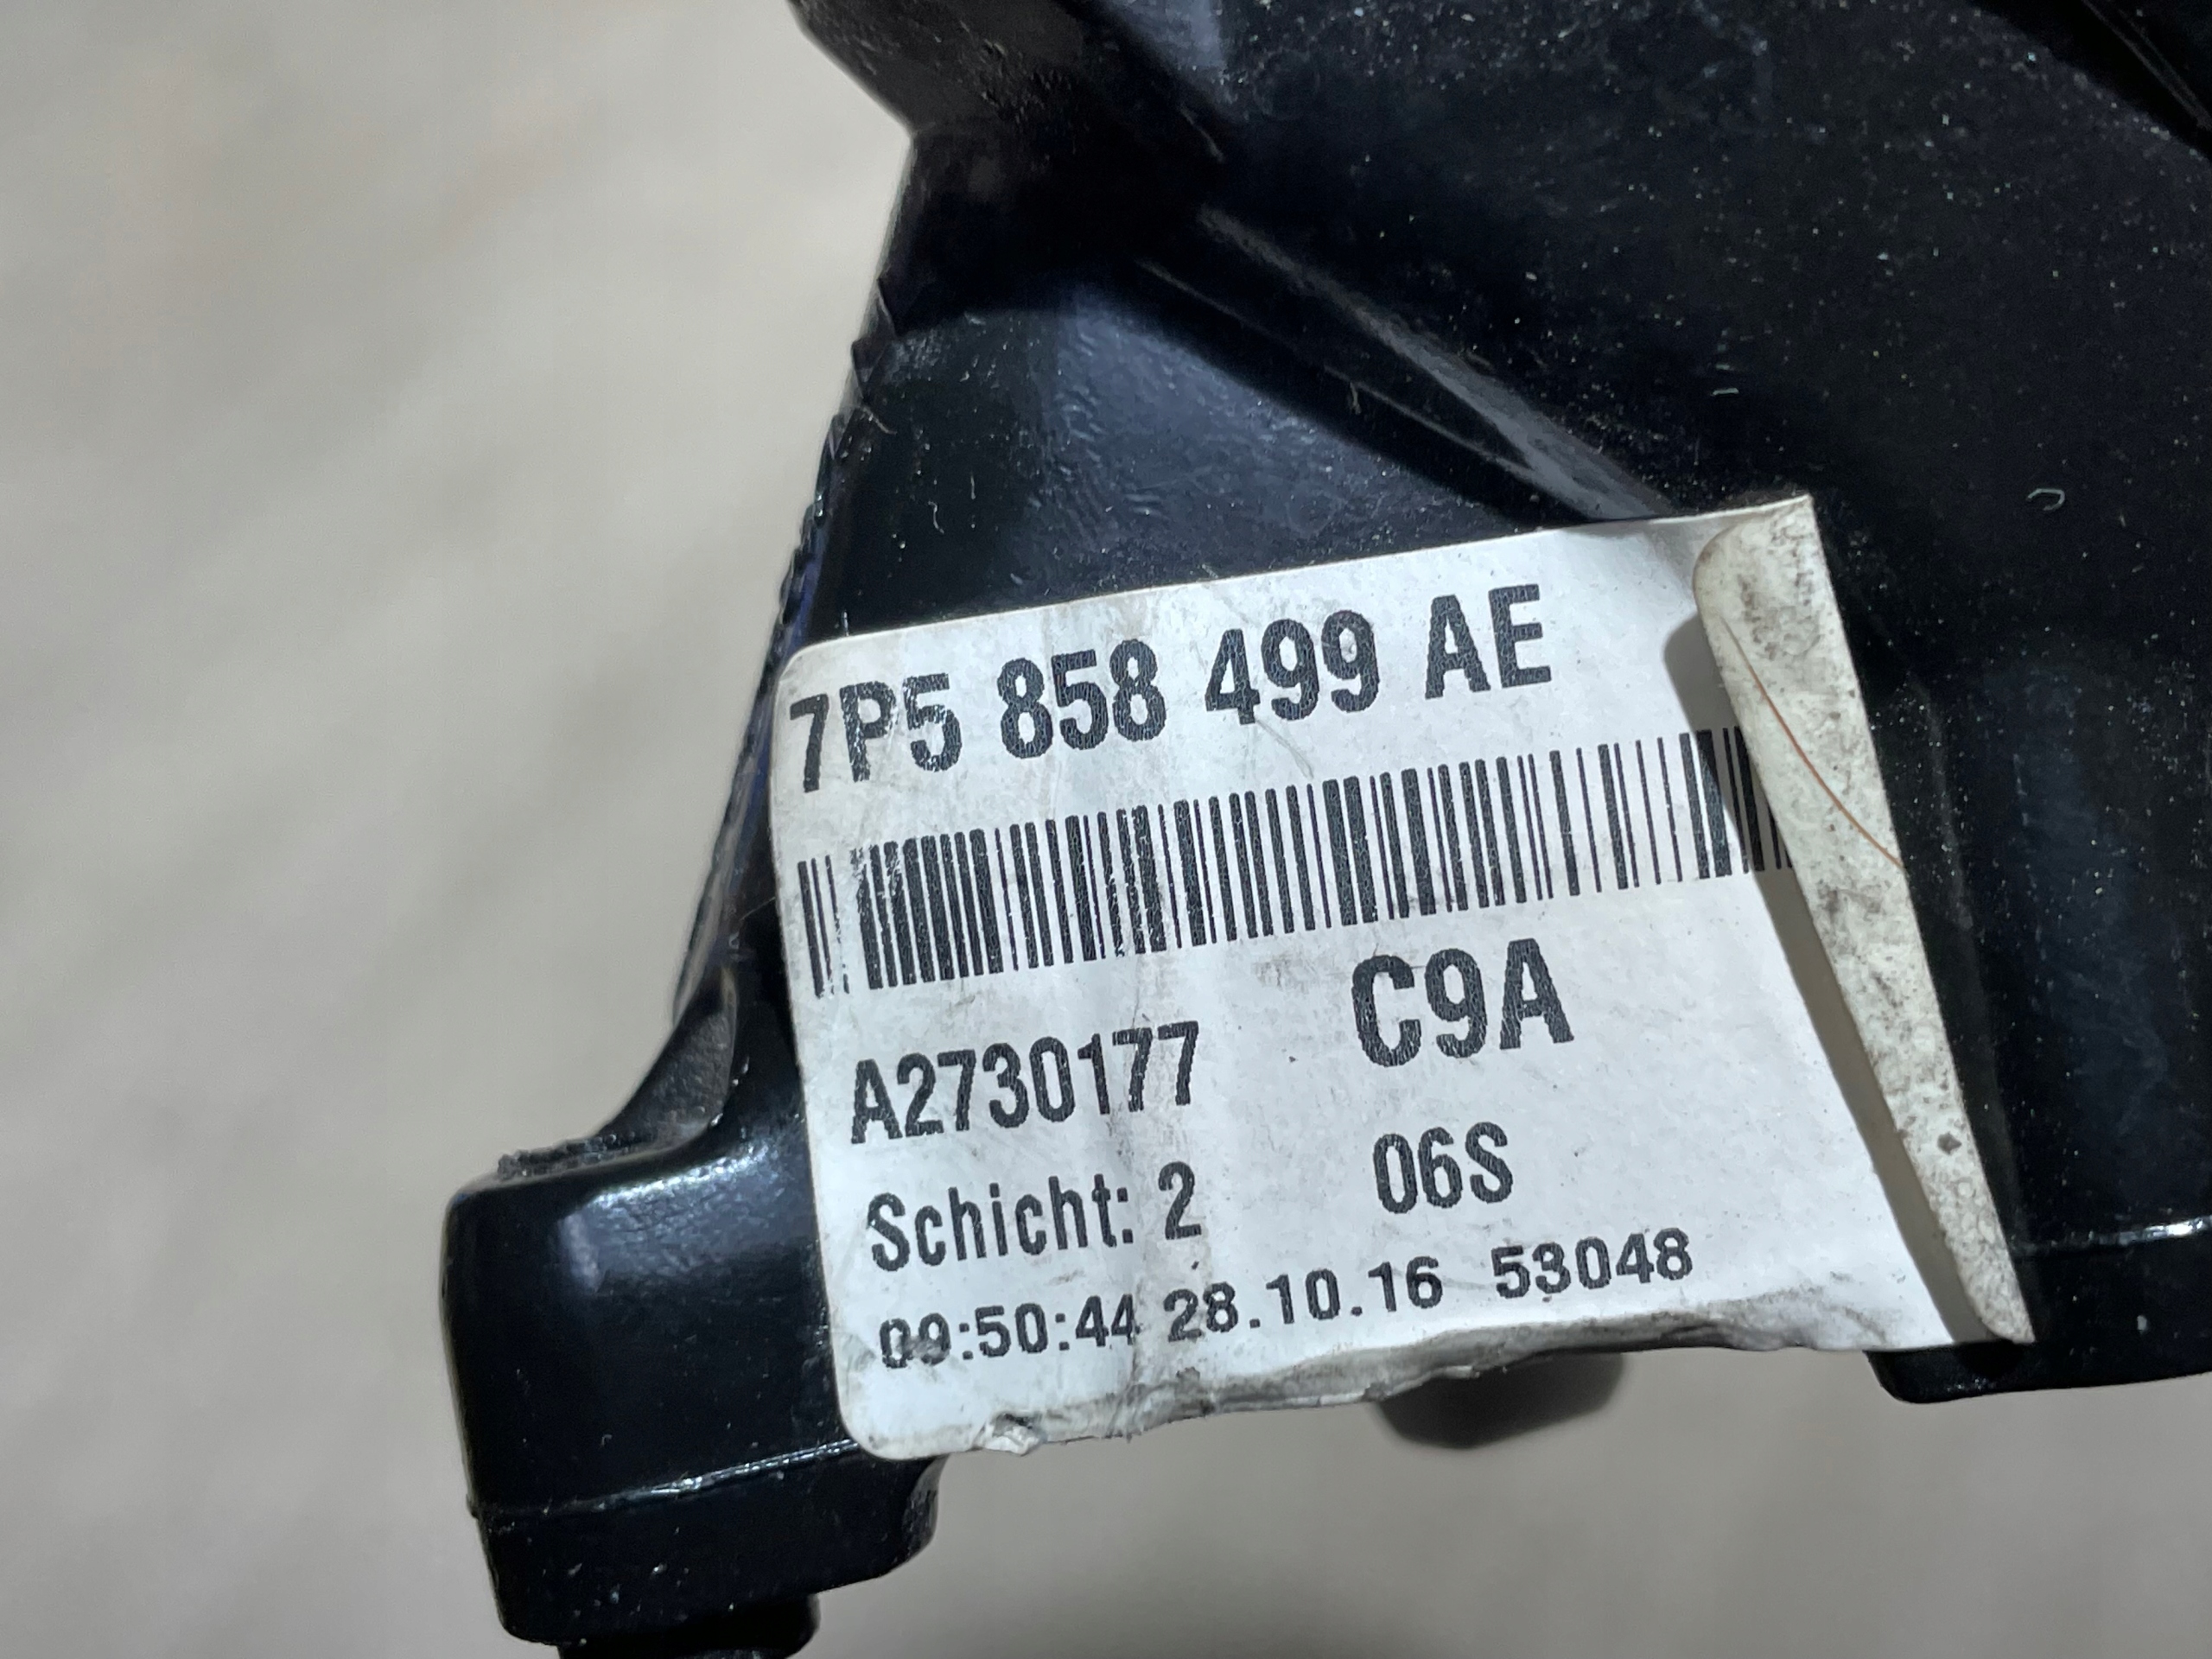 7P5 858 499 AE
A2730177 C9A
Schicht: 2 06S
09:50:44 28.10.16 53048